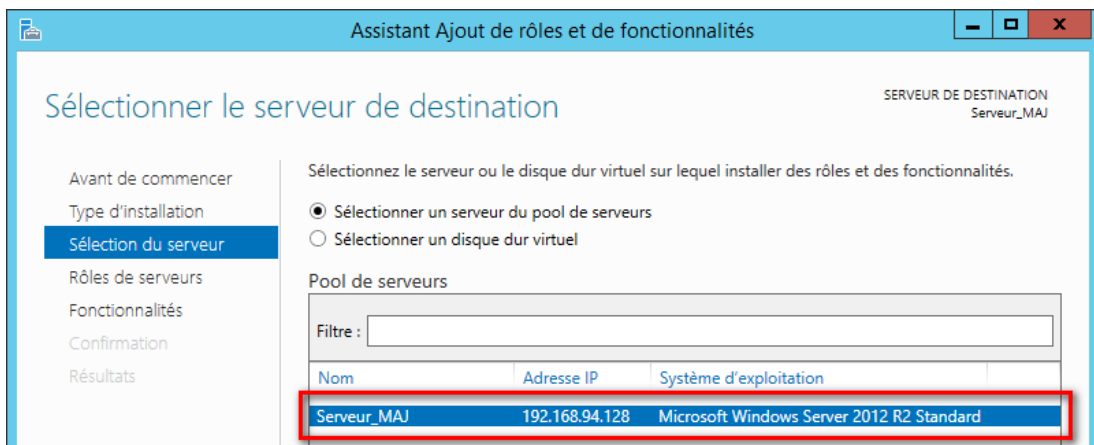 Assistant Ajout de rôles et de fonctionnalités
Sélectionner le serveur de destination
SERVEUR DE DESTINATION
Serveur_MAJ
Avant de commencer
Type d'installation
Sélection du serveur
Rôles de serveurs
Fonctionnalités
Confirmation
Résultats
Sélectionnez le serveur ou le disque dur virtuel sur lequel installer des rôles et des fonctionnalités.
Sélectionner un serveur du pool de serveurs
Sélectionner un disque dur virtuel
Pool de serveurs
Filtre :
Nom Adresse IP Système d'exploitation
Serveur_MAJ 192.168.94.128 Microsoft Windows Server 2012 R2 Standard